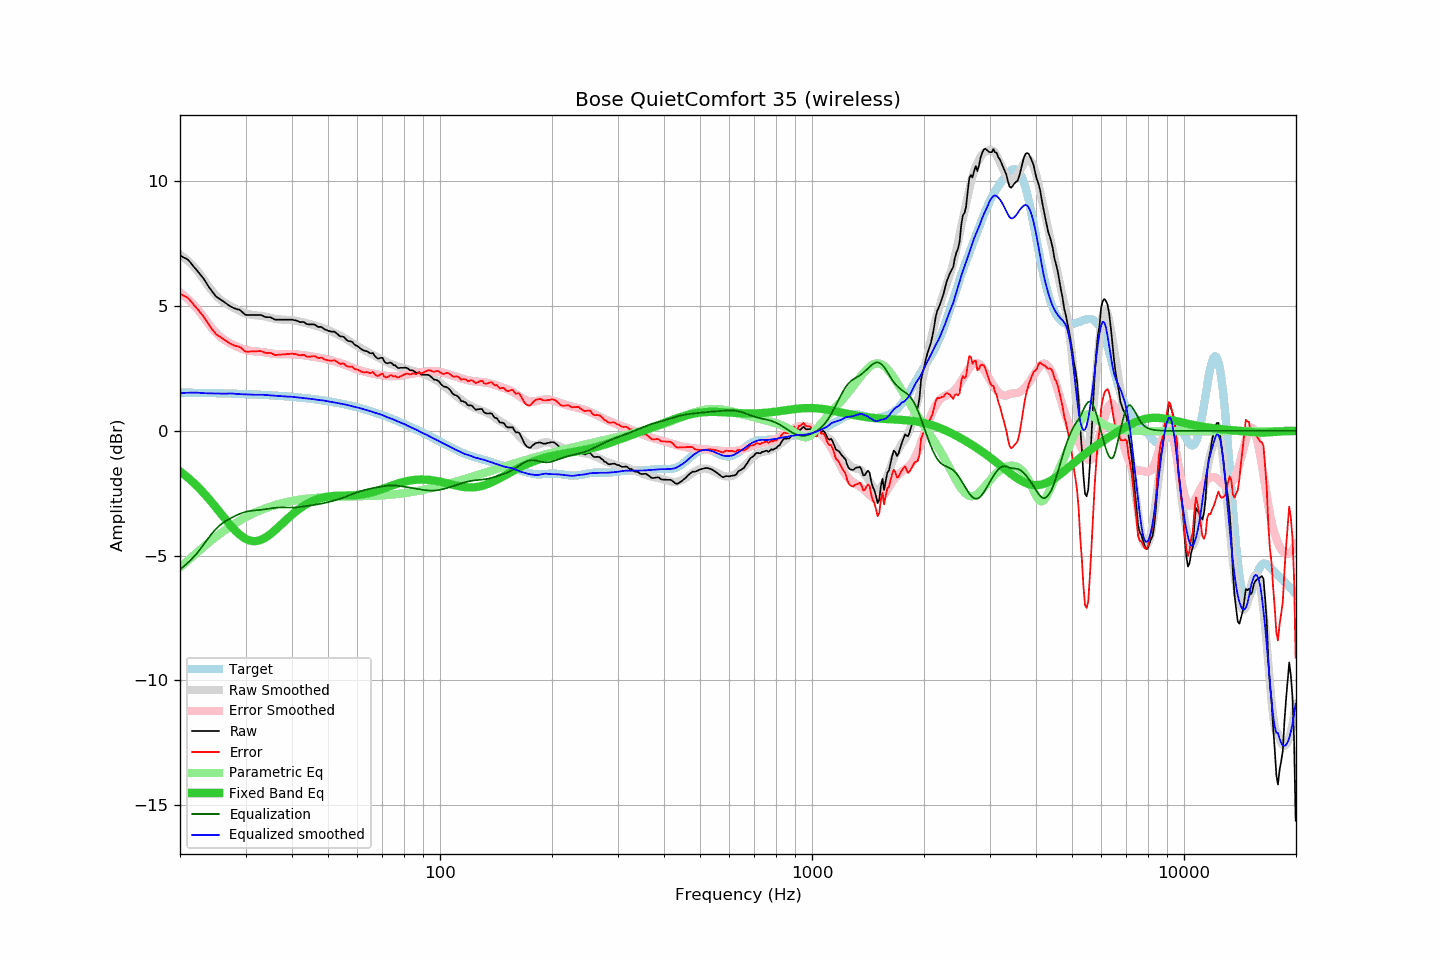 Bose QuietComfort 35 (wireless)
Amplitude (dBr)
10
5
0
−5
−10
−15
Target
Raw Smoothed
Error Smoothed
Raw
Error
Parametric Eq
Fixed Band Eq
Equalization
Equalized smoothed
100 1000 10000
Frequency (Hz)